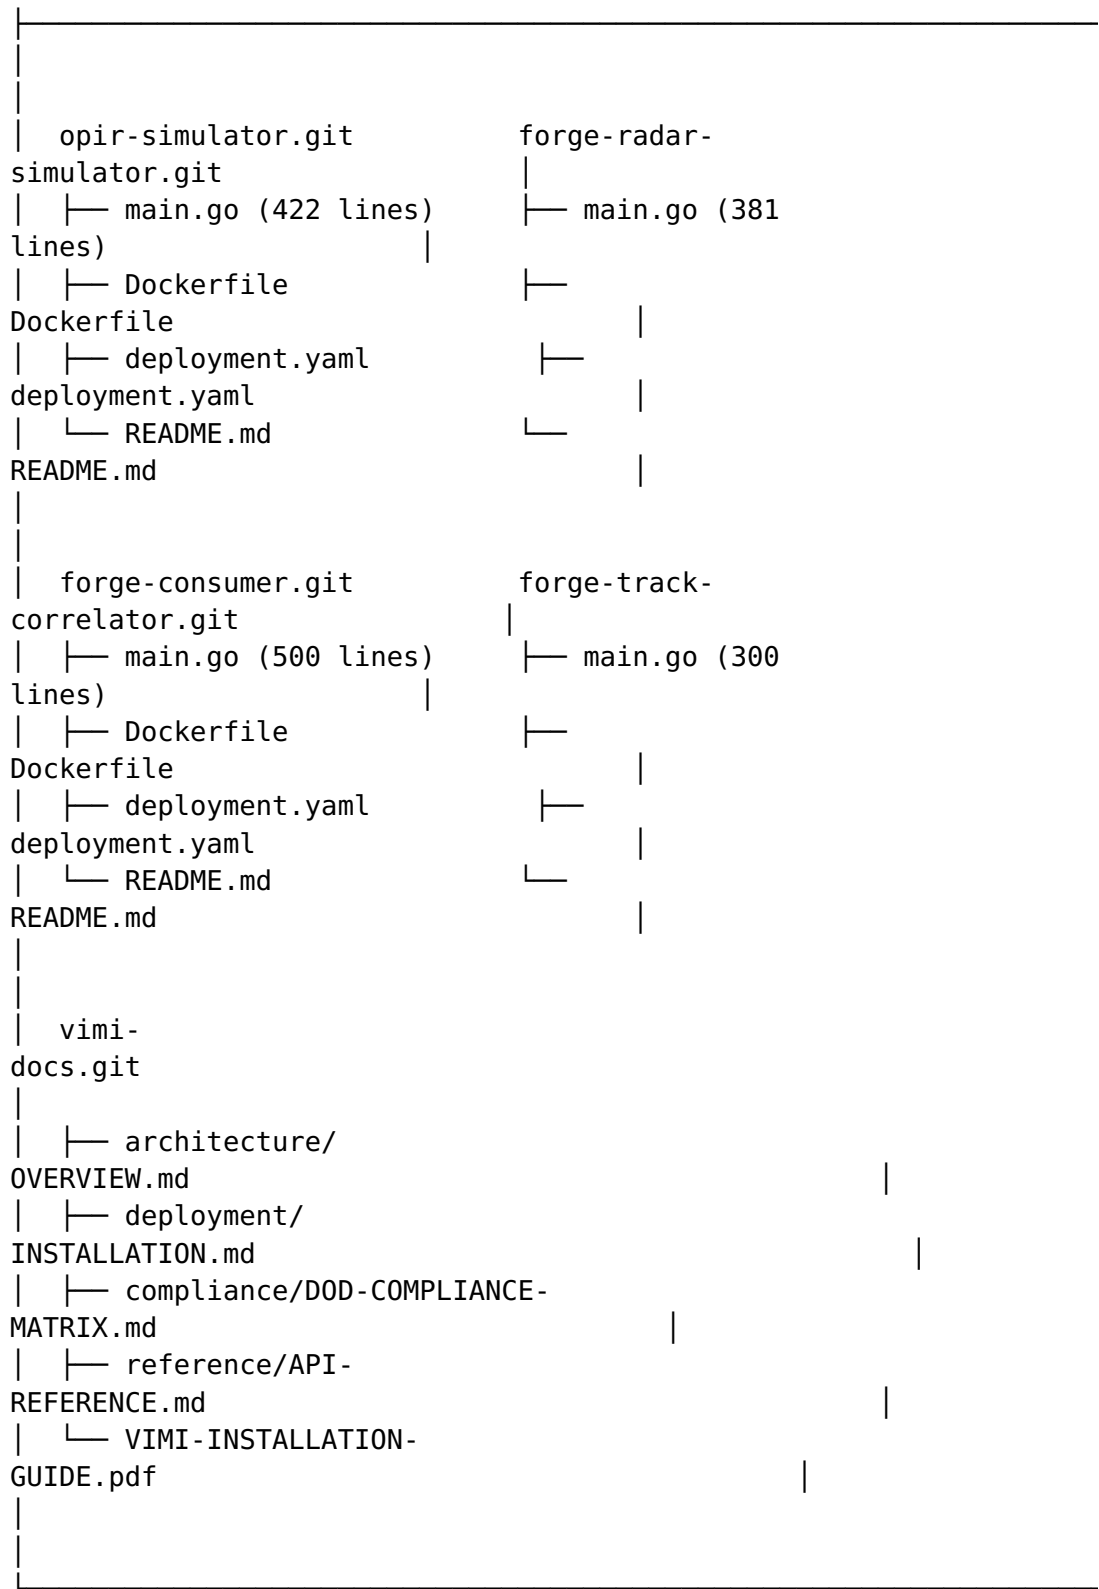 ├──────────────────────────────────────────────────────────────────
│
│
│  opir-simulator.git          forge-radar-
simulator.git                  │
│  ├── main.go (422 lines)     ├── main.go (381
lines)                   │
│  ├── Dockerfile              ├──
Dockerfile                            │
│  ├── deployment.yaml          ├──
deployment.yaml                       │
│  └── README.md               └──
README.md                             │
│
│
│  forge-consumer.git          forge-track-
correlator.git                │
│  ├── main.go (500 lines)     ├── main.go (300
lines)                   │
│  ├── Dockerfile              ├──
Dockerfile                            │
│  ├── deployment.yaml          ├──
deployment.yaml                       │
│  └── README.md               └──
README.md                             │
│
│
│  vimi-
docs.git
│
│  ├── architecture/
OVERVIEW.md                                          │
│  ├── deployment/
INSTALLATION.md                                        │
│  ├── compliance/DOD-COMPLIANCE-
MATRIX.md                               │
│  ├── reference/API-
REFERENCE.md                                         │
│  └── VIMI-INSTALLATION-
GUIDE.pdf                                       │
│
│
└──────────────────────────────────────────────────────────────────